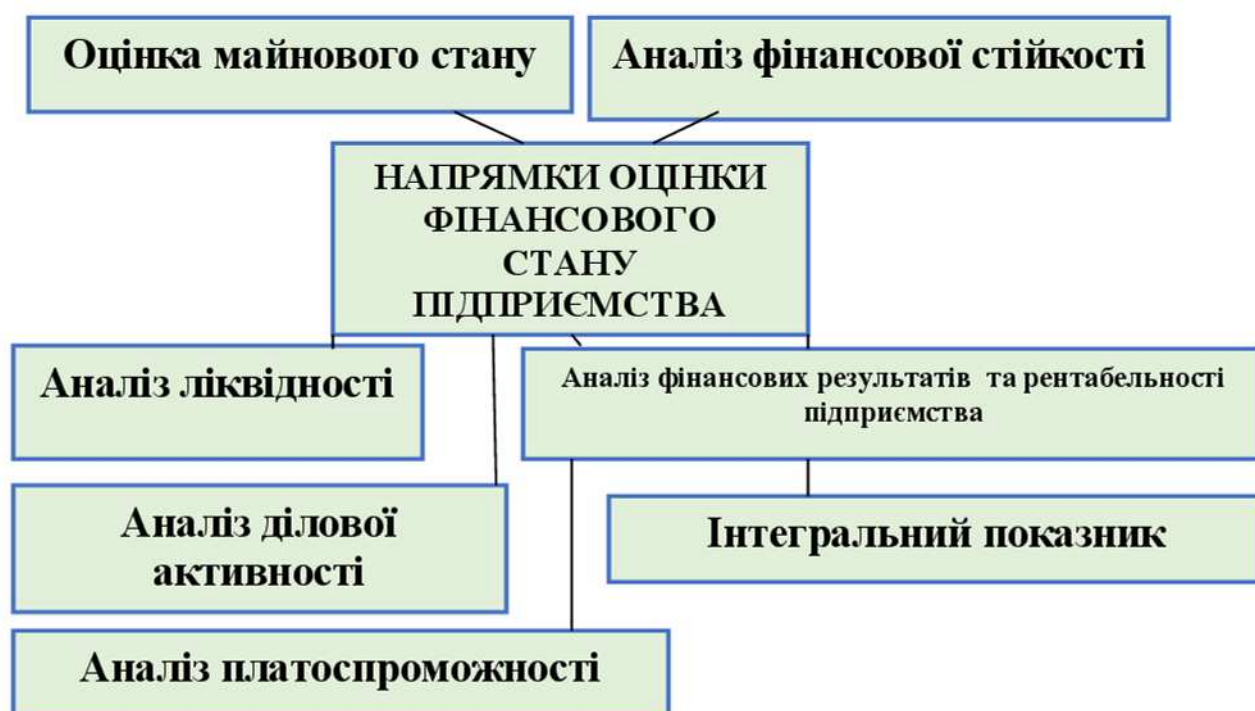 Оцінка майнового стану
Аналіз фінансової стійкості
НАПРЯМКИ ОЦІНКИ
ФІНАНСОВОГО
СТАНУ
ПІДПРИЄМСТВА
Аналіз ліквідності
Аналіз фінансових результатів та рентабельності
підприємства
Аналіз ділової
активності
Інтегральний показник
Аналіз платоспроможності